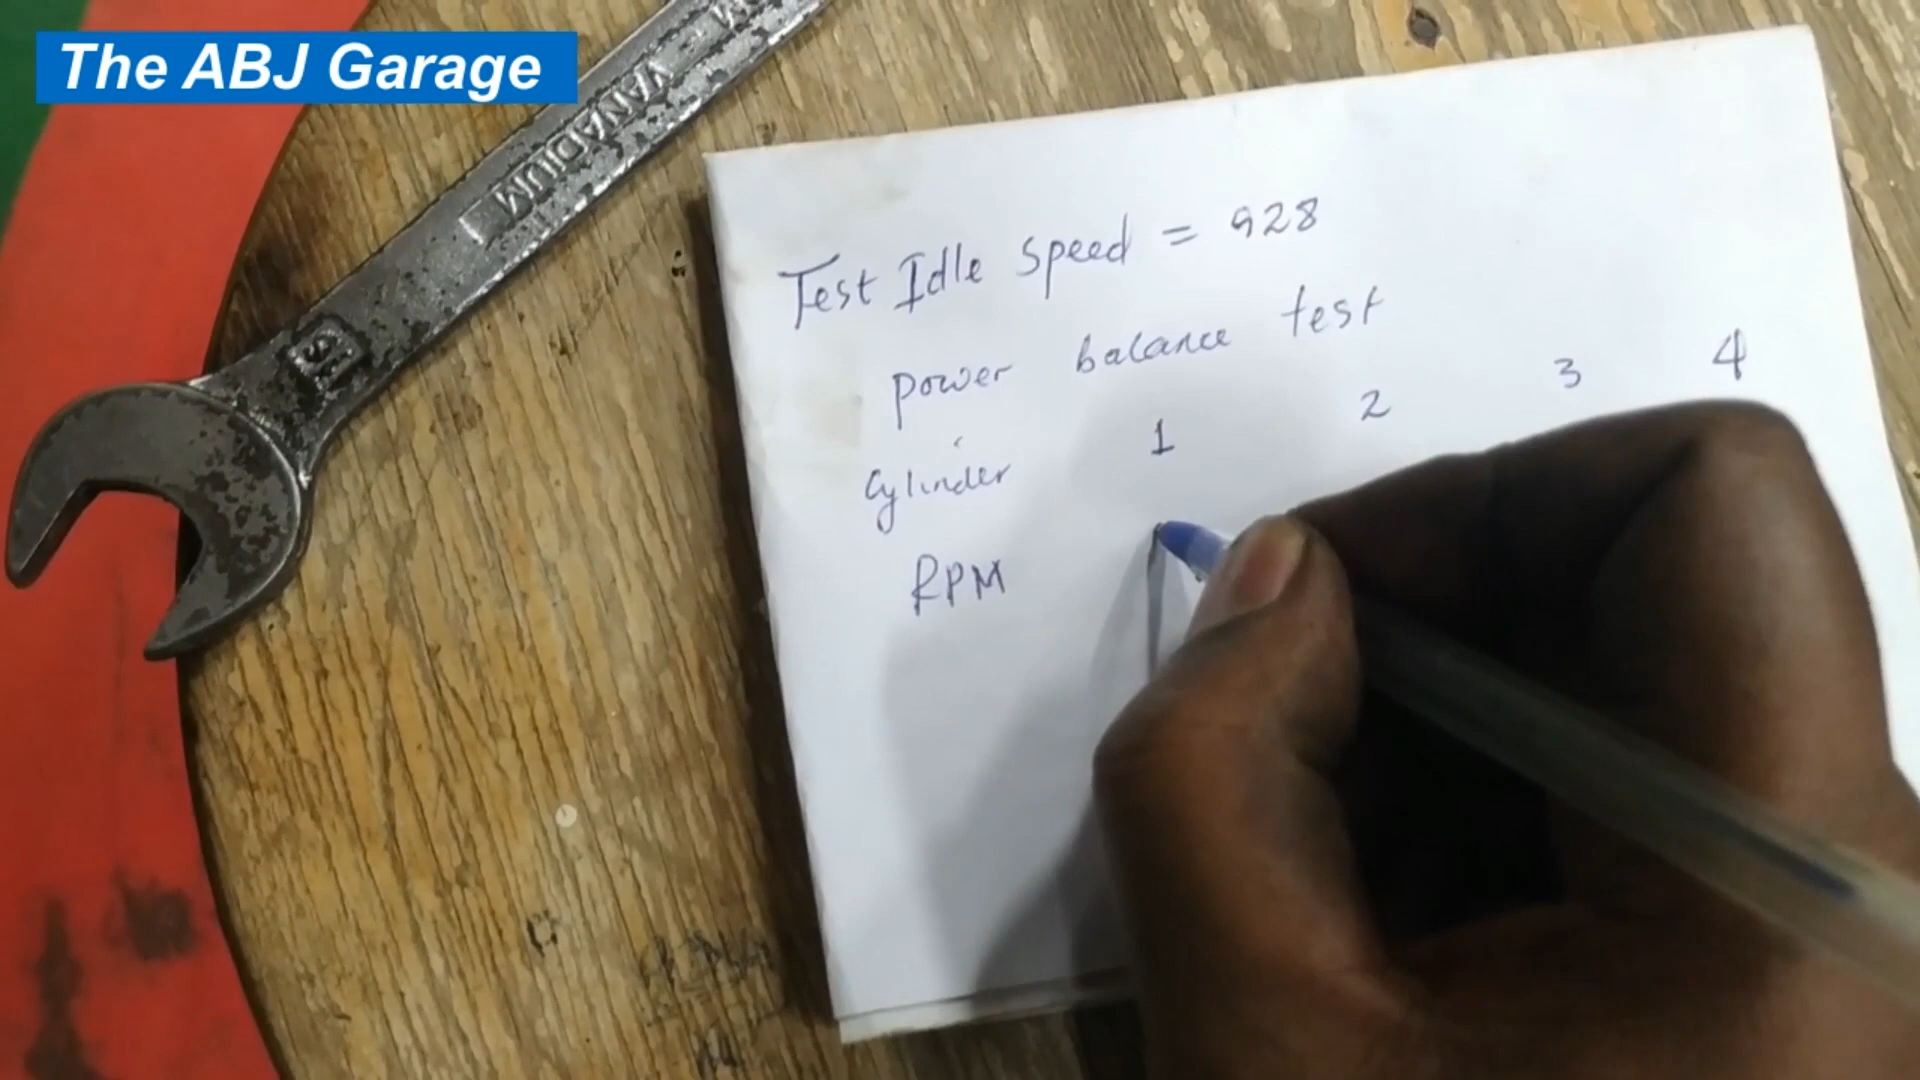 The ABJ Garage
VANADIUM
Test Idle Speed = 928
power balance test
Cylinder 1 2 3 4
RPM